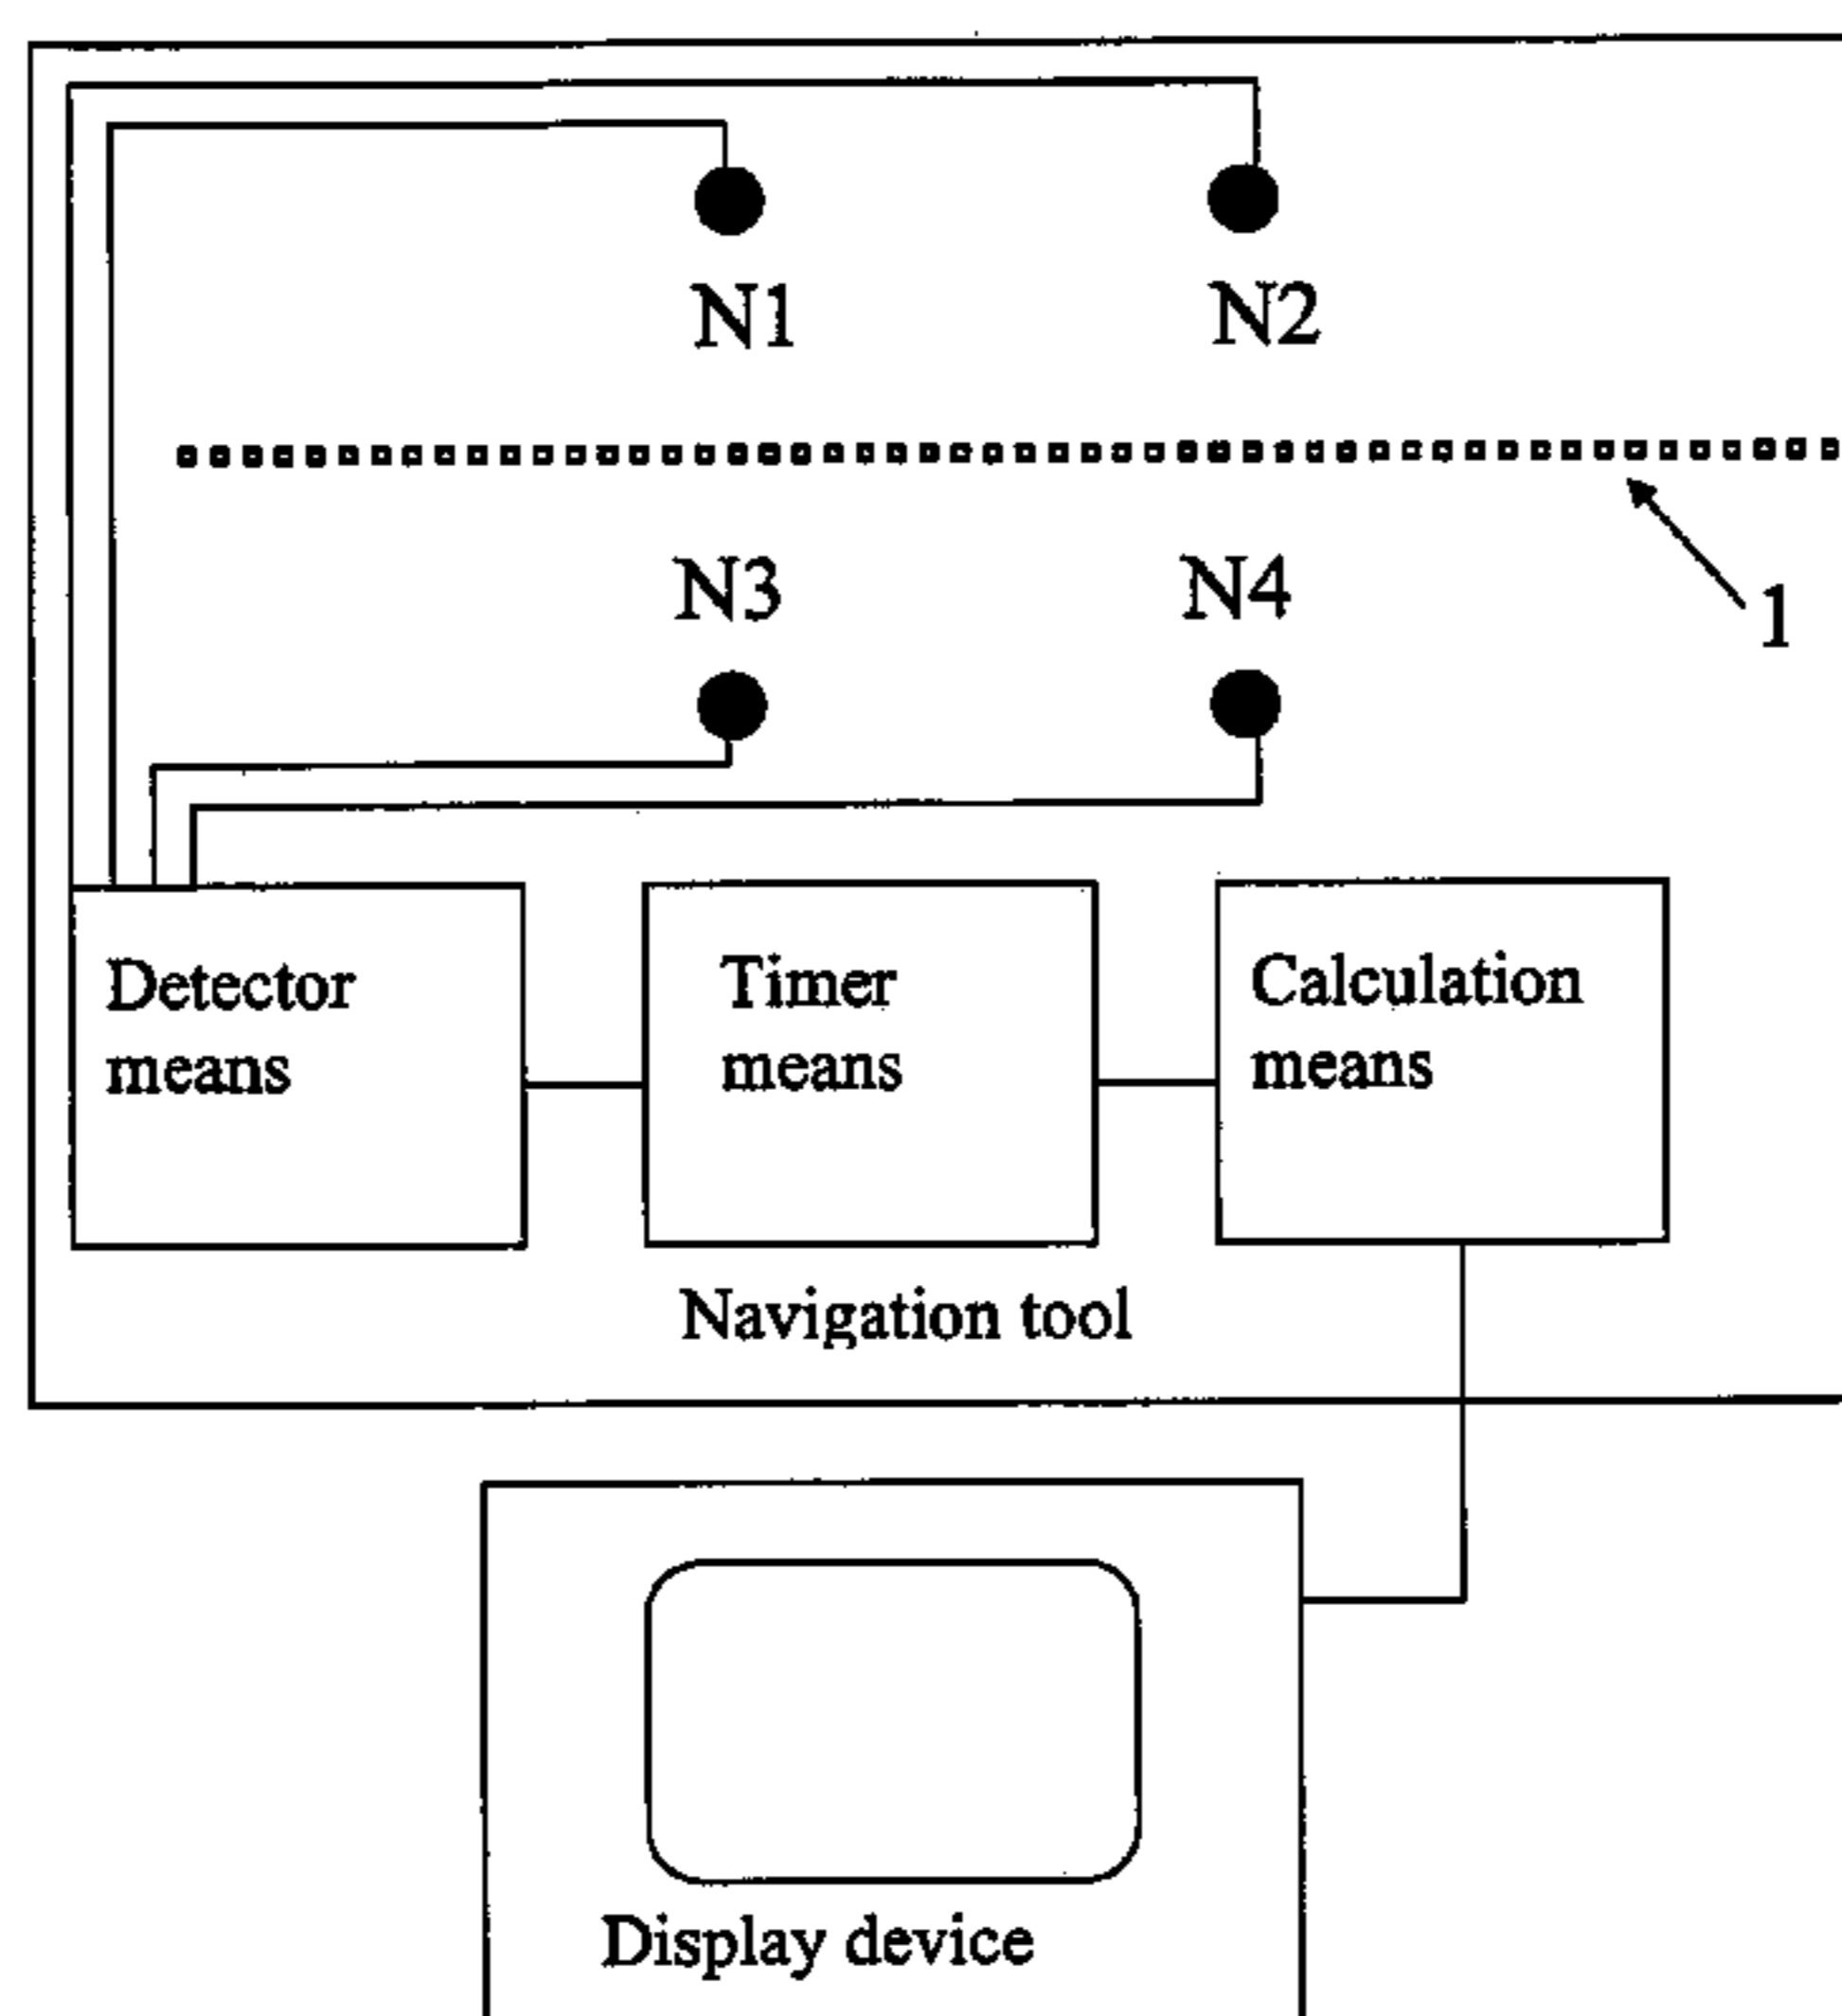 N1
N2
N3
N4
1
Detector
means
Timer
means
Calculation
means
Navigation tool
Display device